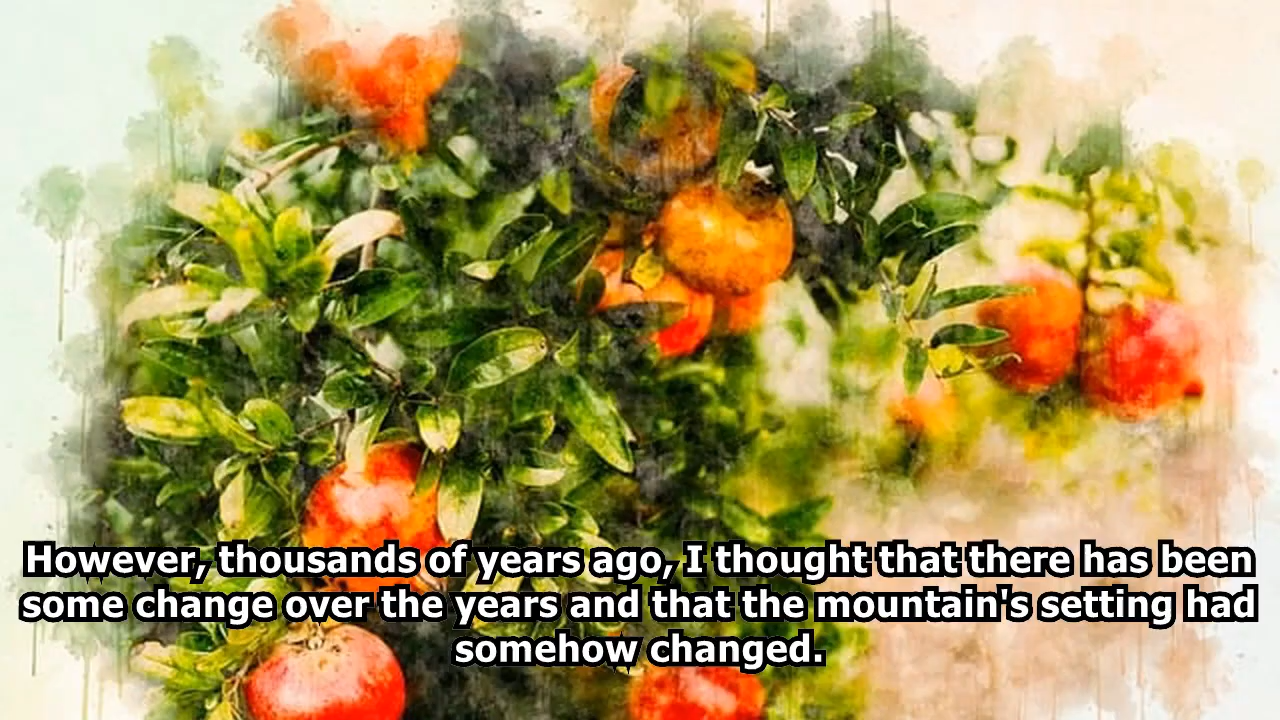 However, thousands of years ago, I thought that there has been
some change over the years and that the mountain's setting had
somehow changed.